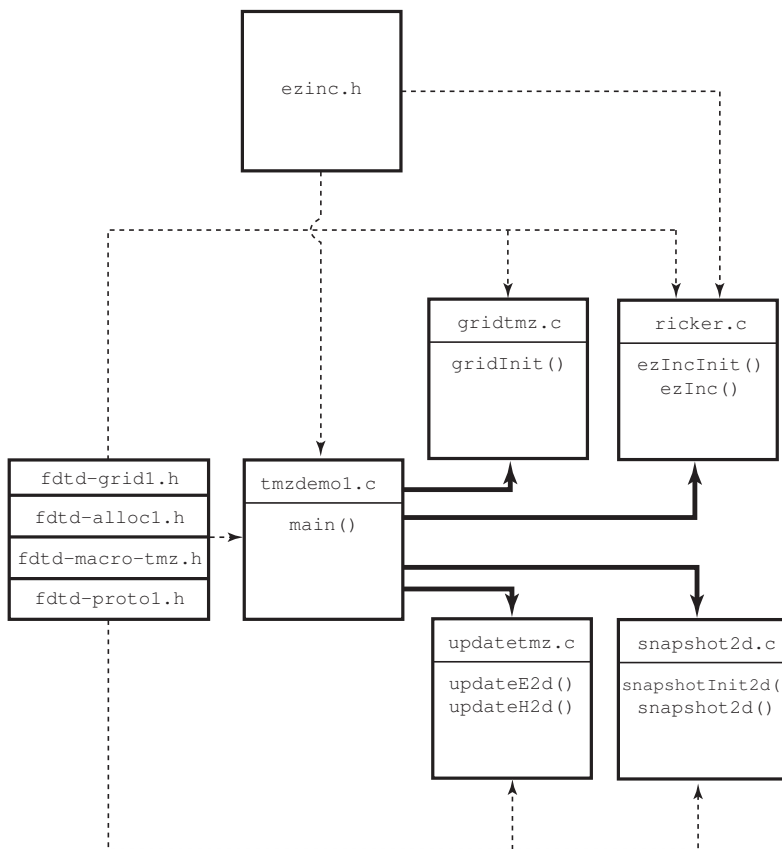 ezinc.h
gridtmz.c
gridInit()
ricker.c
ezIncInit()
ezInc()
fdtd-grid1.h
fdtd-alloc1.h
fdtd-macro-tmz.h
fdtd-proto1.h
tmzdemo1.c
main()
updatetmz.c
updateE2d()
updateH2d()
snapshot2d.c
snapshotInit2d(
snapshot2d()